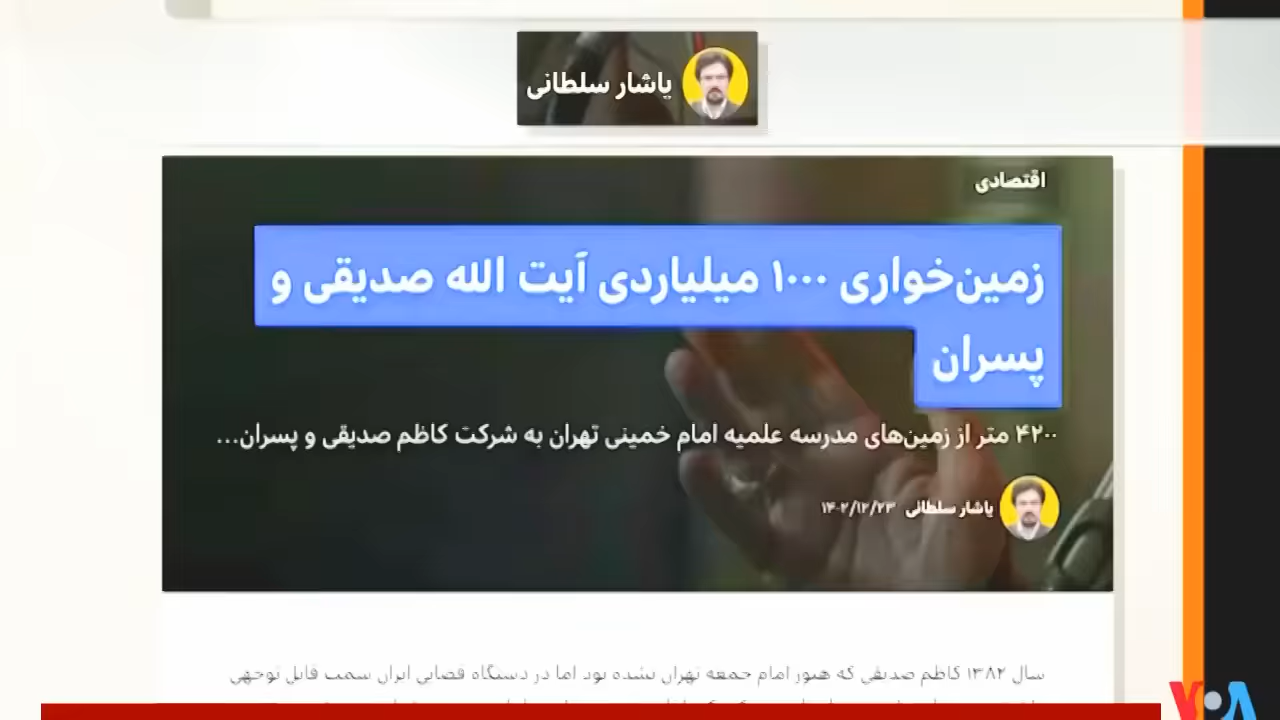 یاشار سلطانی
اقتصادی
زمین‌خواری ۱۰۰۰ میلیاردی آیت الله صدیقی و
پسران
۴۲۰۰ متر از زمین‌های مدرسه علمیه امام خمینی تهران به شرکت کاظم صدیقی و پسران...
یاشار سلطانی ۱۴۰۲/۱۲/۲۳
سال ۱۳۸۲ کاظم صدیقی که هنوز امام جمعه تهران نشده بود اما در دستگاه قضایی ایران سمت قابل توجهی
VOA